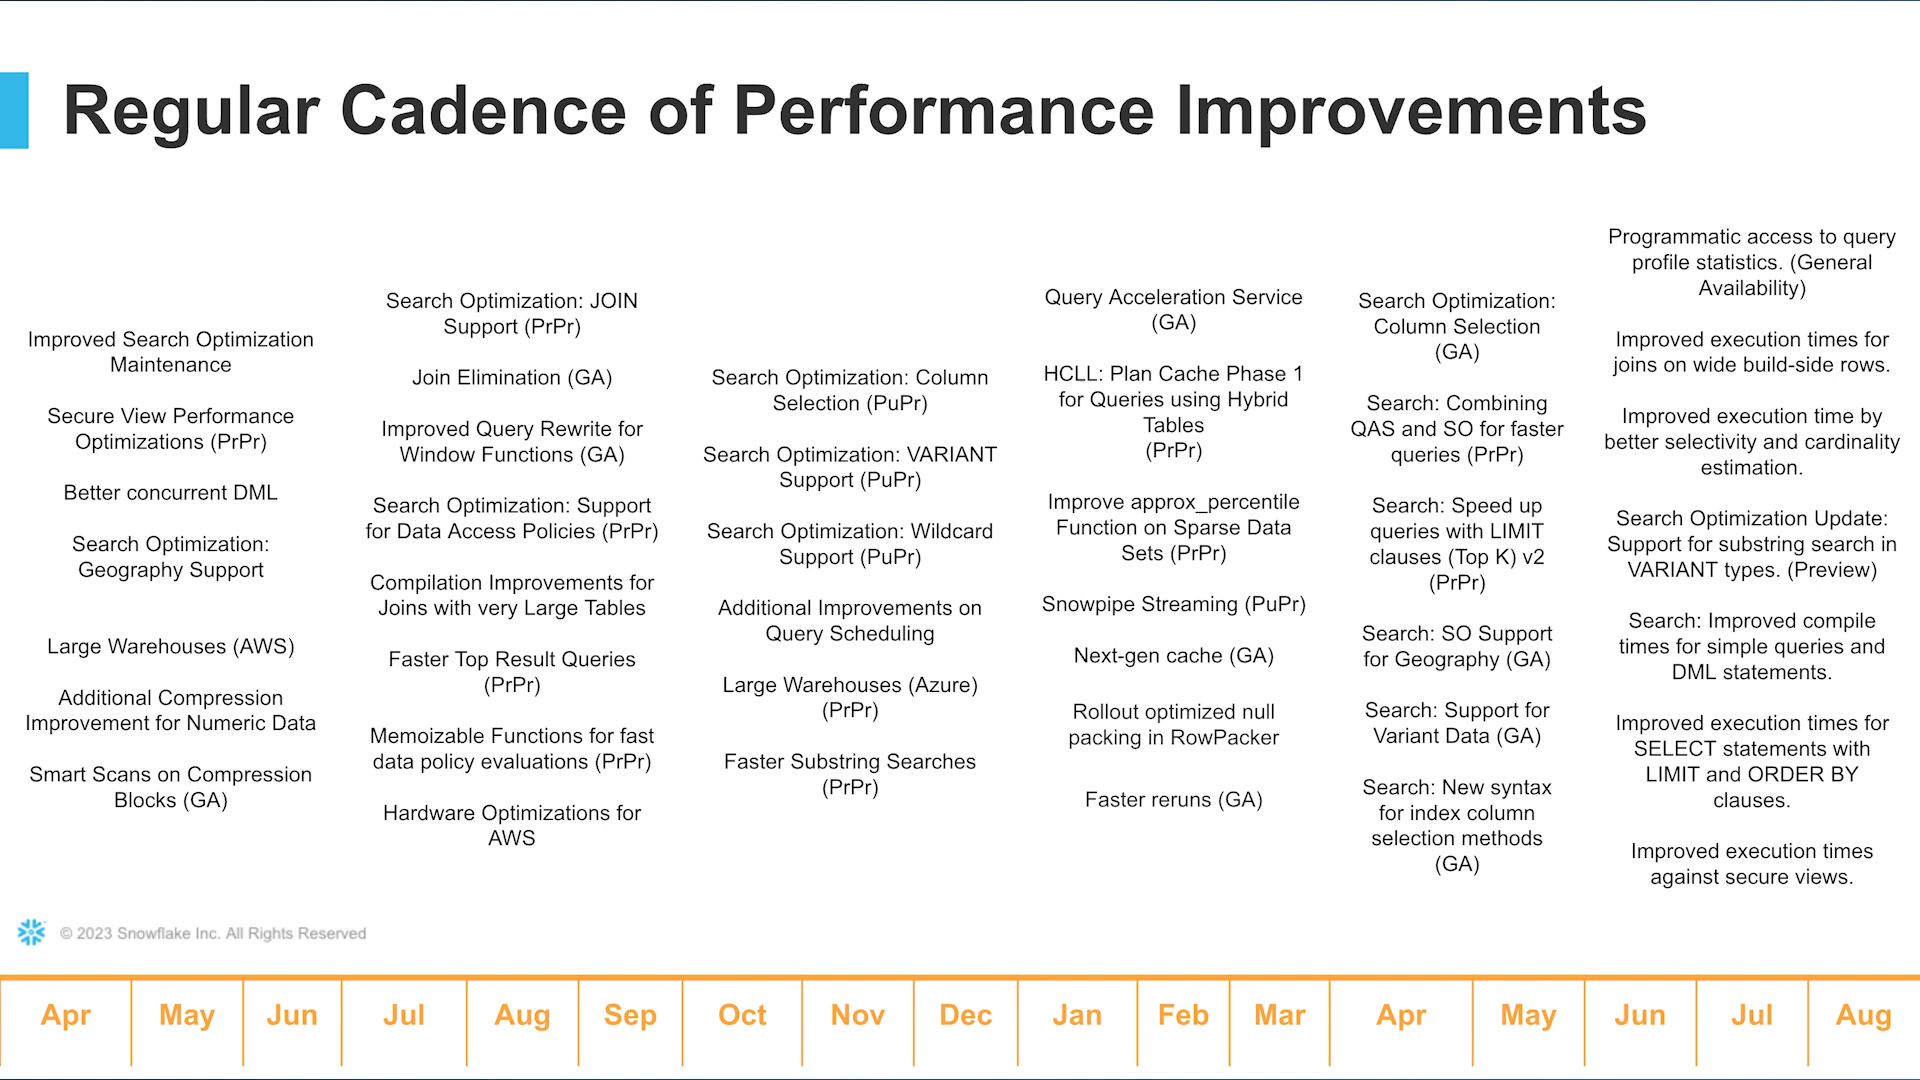 Regular Cadence of Performance Improvements
Improved Search Optimization
Maintenance
Secure View Performance
Optimizations (PrPr)
Better concurrent DML
Search Optimization:
Geography Support
Large Warehouses (AWS)
Additional Compression
Improvement for Numeric Data
Smart Scans on Compression
Blocks (GA)
Search Optimization: JOIN
Support (PrPr)
Join Elimination (GA)
Improved Query Rewrite for
Window Functions (GA)
Search Optimization: Support
for Data Access Policies (PrPr)
Compilation Improvements for
Joins with very Large Tables
Faster Top Result Queries
(PrPr)
Memoizable Functions for fast
data policy evaluations (PrPr)
Hardware Optimizations for
AWS
Search Optimization: Column
Selection (PuPr)
Search Optimization: VARIANT
Support (PuPr)
Search Optimization: Wildcard
Support (PuPr)
Additional Improvements on
Query Scheduling
Large Warehouses (Azure)
(PrPr)
Faster Substring Searches
(PrPr)
Query Acceleration Service
(GA)
HCLL: Plan Cache Phase 1
for Queries using Hybrid
Tables
(PrPr)
Improve approx_percentile
Function on Sparse Data
Sets (PrPr)
Snowpipe Streaming (PuPr)
Next-gen cache (GA)
Rollout optimized null
packing in RowPacker
Faster reruns (GA)
Search Optimization:
Column Selection
(GA)
Search: Combining
QAS and SO for faster
queries (PrPr)
Search: Speed up
queries with LIMIT
clauses (Top K) v2
(PrPr)
Search: SO Support
for Geography (GA)
Search: Support for
Variant Data (GA)
Search: New syntax
for index column
selection methods
(GA)
Programmatic access to query
profile statistics. (General
Availability)
Improved execution times for
joins on wide build-side rows.
Improved execution time by
better selectivity and cardinality
estimation.
Search Optimization Update:
Support for substring search in
VARIANT types. (Preview)
Search: Improved compile
times for simple queries and
DML statements.
Improved execution times for
SELECT statements with
LIMIT and ORDER BY
clauses.
Improved execution times
against secure views.
© 2023 Snowflake Inc. All Rights Reserved
Apr May Jun Jul Aug Sep Oct Nov Dec Jan Feb Mar Apr May Jun Jul Aug